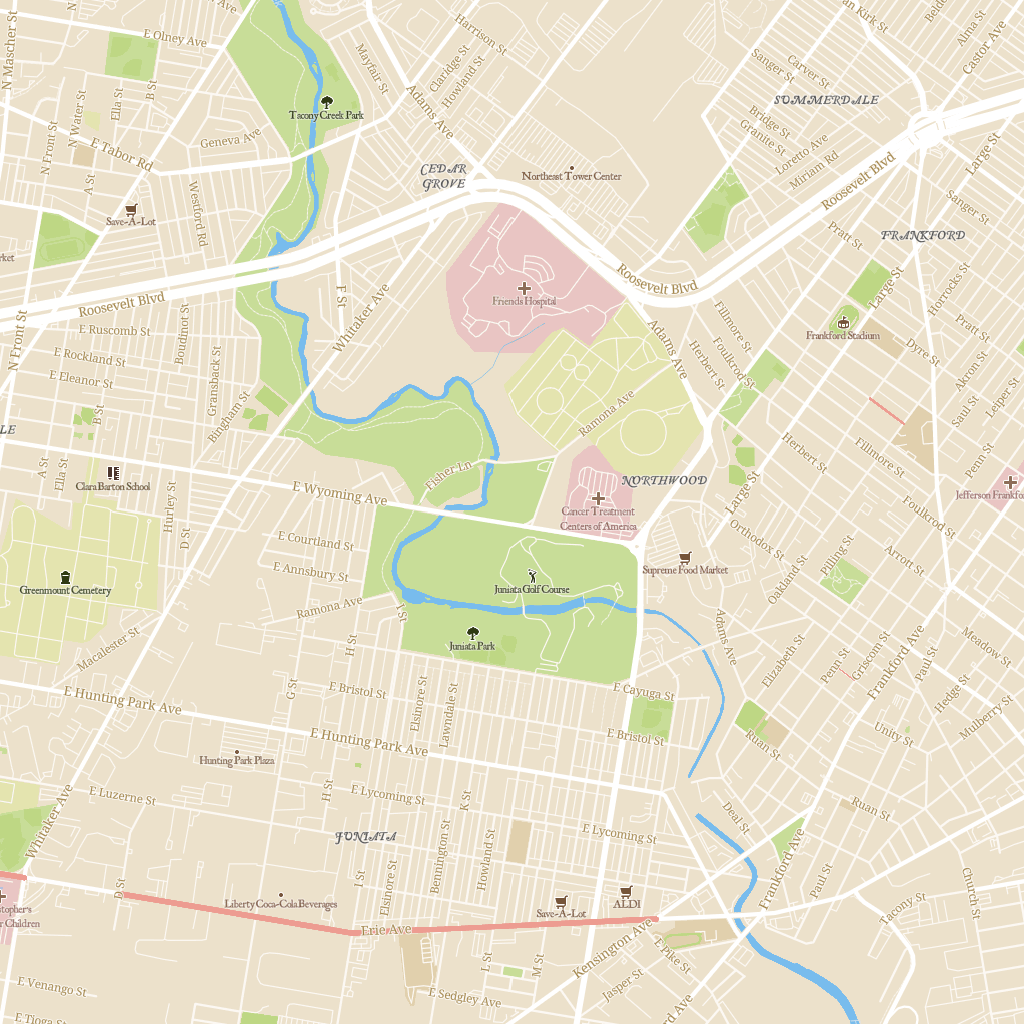 E Olney Ave
Harrison St
N Mascher St
Mayfair St
Claridge St
Howland St
Carver St
Sanger St
Alma St
Castor Ave
Ella St
B St
Adams Ave
SOMMERDALE
Tacony Creek Park
N Water St
N Front St
Geneva Ave
Bridge St
Granite St
Loretto Ave
Miriam Rd
Large St
E Tabor Rd
CEDAR
GROVE
Northeast Tower Center
Roosevelt Blvd
A St
Westford Rd
Sanger St
Save-A-Lot
Pratt St
FRANKFORD
Roosevelt Blvd
Roosevelt Blvd
F St
Friends Hospital
Large St
Horrocks St
Whitaker Ave
Fillmore St
Frankford Stadium
Pratt St
N Front St
E Ruscomb St
Boudinot St
Adams Ave
Dyre St
E Rockland St
Foulkrod St
Herbert St
Akron St
E Eleanor St
Gransback St
Leiper St
Bingham St
B St
Ramona Ave
Saul St
Herbert St
Fillmore St
A St
Ella St
Clara Barton School
Fisher Ln
NORTHWOOD
Penn St
E Wyoming Ave
Large St
Hurley St
D St
Cancer Treatment
Centers of America
Foulkrod St
Orthodox St
E Courtland St
Pilling St
Arrott St
Supreme Food Market
E Annsbury St
Greenmount Cemetery
Juniata Golf Course
Oakland St
Ramona Ave
I St
Adams Ave
Macalester St
H St
Juniata Park
Meadow St
Elizabeth St
Penn St
Griscom St
Frankford Ave
Paul St
G St
E Bristol St
Elsinore St
Lawndale St
E Cayuga St
Hedge St
Mulberry St
E Hunting Park Ave
E Hunting Park Ave
E Bristol St
Ruan St
Unity St
Hunting Park Plaza
H St
K St
E Luzerne St
E Lycoming St
Ruan St
Deal St
Whitaker Ave
JUNIATA
E Lycoming St
Bennington St
Howland St
Frankford Ave
Paul St
Church St
D St
I St
Elsinore St
Liberty Coca-Cola Beverages
Save-A-Lot
ALDI
Tacony St
Erie Ave
Kensington Ave
E Pike St
L St
M St
Jasper St
E Venango St
E Sedgley Ave